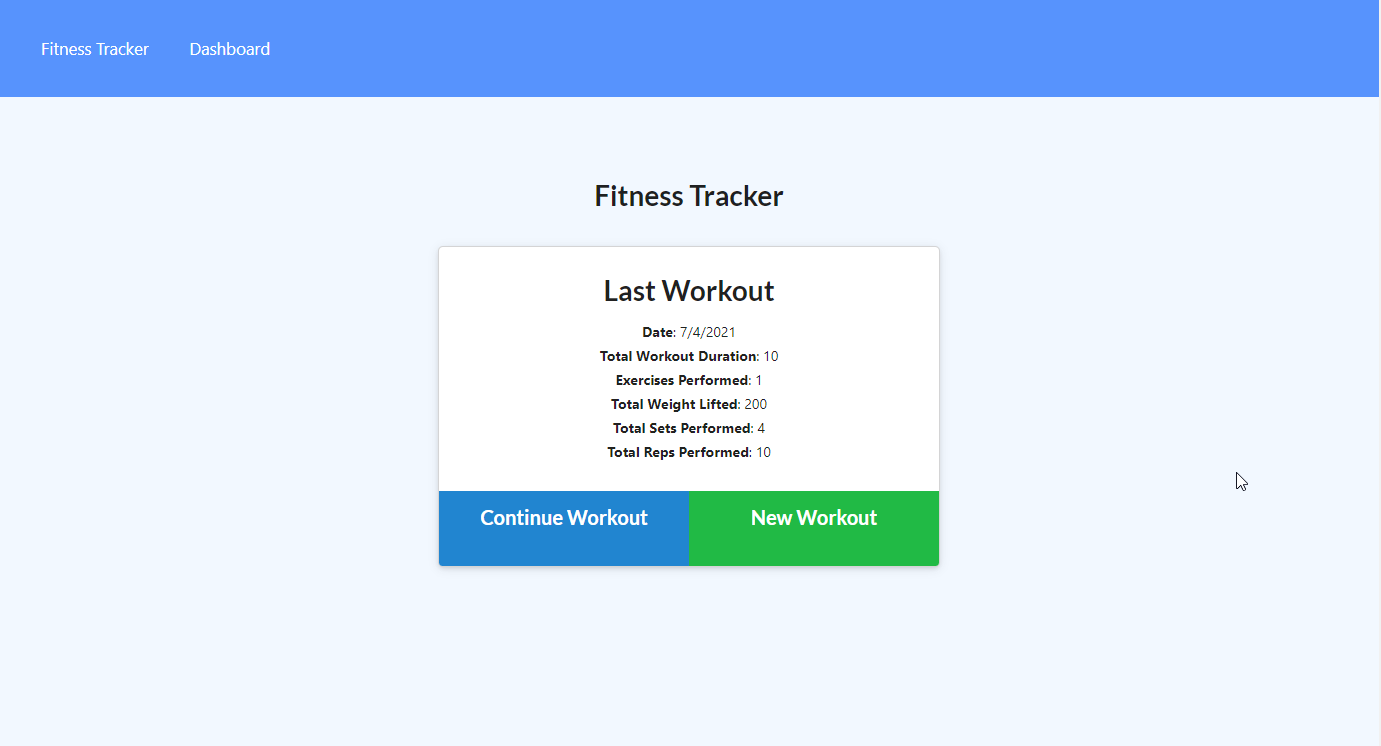 Fitness Tracker Dashboard
Fitness Tracker
Last Workout
Date: 7/4/2021
Total Workout Duration: 10
Exercises Performed: 1
Total Weight Lifted: 200
Total Sets Performed: 4
Total Reps Performed: 10
Continue Workout New Workout